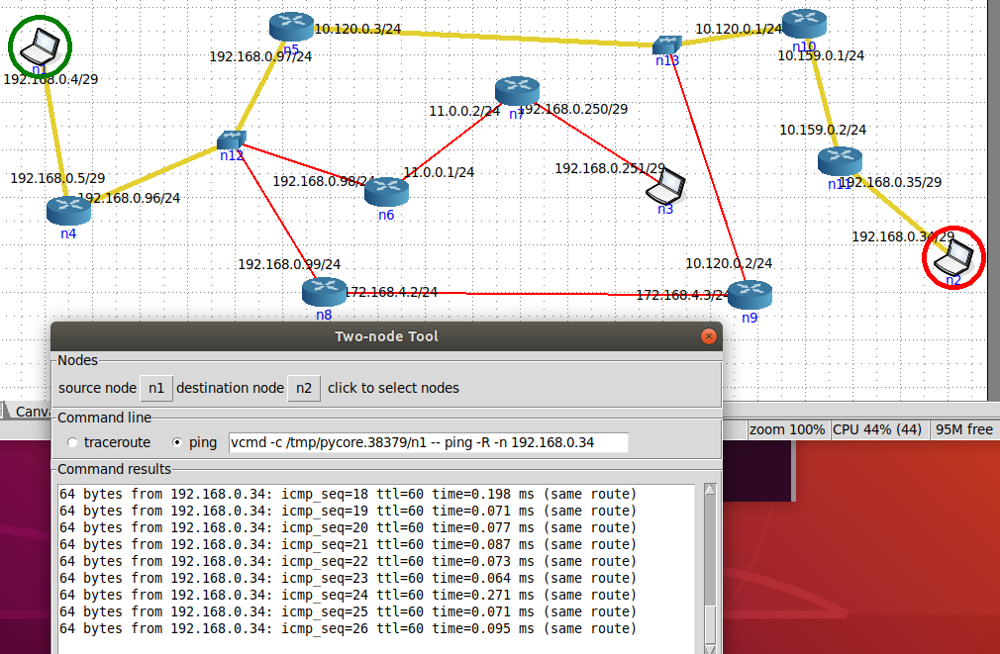 n1
192.168.0.4/29
n5
10.120.0.3/24
192.168.0.97/24
10.120.0.1/24
n13
n10
10.159.0.1/24
n7
11.0.0.2/24
192.168.0.250/29
10.159.0.2/24
n12
192.168.0.5/29
192.168.0.96/24
n4
192.168.0.98/24
11.0.0.1/24
n6
192.168.0.251/29
n3
n11
192.168.0.35/29
192.168.0.34/29
n2
192.168.0.99/24
172.168.4.2/24
n8
10.120.0.2/24
172.168.4.3/24
n9
Two-node Tool
Nodes
source node n1 destination node n2 click to select nodes
Canva
Command line
zoom 100% CPU 44% (44) 95M free
traceroute ping vcmd -c /tmp/pycore.38379/n1 -- ping -R -n 192.168.0.34
Command results
64 bytes from 192.168.0.34: icmp_seq=18 ttl=60 time=0.198 ms (same route)
64 bytes from 192.168.0.34: icmp_seq=19 ttl=60 time=0.071 ms (same route)
64 bytes from 192.168.0.34: icmp_seq=20 ttl=60 time=0.077 ms (same route)
64 bytes from 192.168.0.34: icmp_seq=21 ttl=60 time=0.087 ms (same route)
64 bytes from 192.168.0.34: icmp_seq=22 ttl=60 time=0.073 ms (same route)
64 bytes from 192.168.0.34: icmp_seq=23 ttl=60 time=0.064 ms (same route)
64 bytes from 192.168.0.34: icmp_seq=24 ttl=60 time=0.271 ms (same route)
64 bytes from 192.168.0.34: icmp_seq=25 ttl=60 time=0.071 ms (same route)
64 bytes from 192.168.0.34: icmp_seq=26 ttl=60 time=0.095 ms (same route)